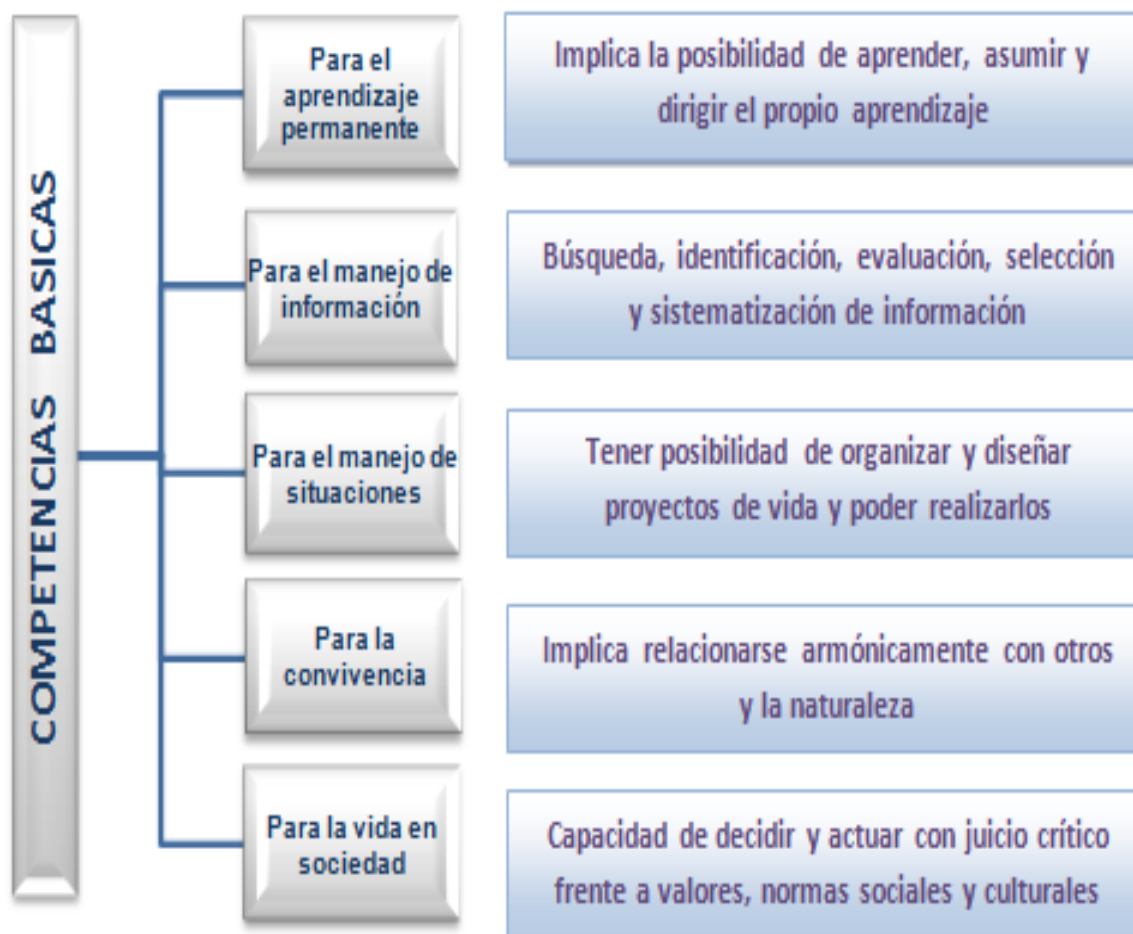 COMPETENCIAS BASICAS
Para el
aprendizaje
permanente
Implica la posibilidad de aprender, asumir y
dirigir el propio aprendizaje
Para el manejo de
información
Búsqueda, identificación, evaluación, selección
y sistematización de información
Para el manejo de
situaciones
Tener posibilidad de organizar y diseñar
proyectos de vida y poder realizarlos
Para la
convivencia
Implica relacionarse armónicamente con otros
y la naturaleza
Para la vida en
sociedad
Capacidad de decidir y actuar con juicio crítico
frente a valores, normas sociales y culturales